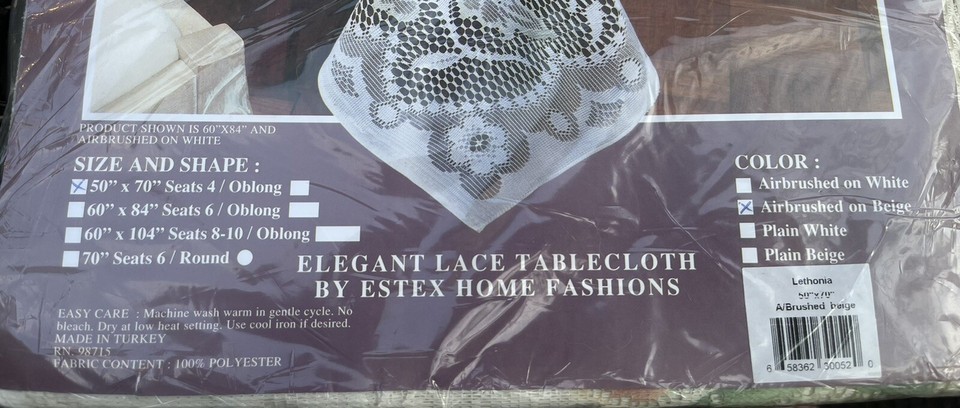 PRODUCT SHOWN IS 60"X84" AND
AIRBRUSHED ON WHITE
SIZE AND SHAPE :
50” x 70” Seats 4 / Oblong
60” x 84” Seats 6 / Oblong
60” x 104” Seats 8-10 / Oblong
70” Seats 6 / Round
COLOR :
Airbrushed on White
Airbrushed on Beige
Plain White
Plain Beige
ELEGANT LACE TABLECLOTH
BY ESTEX HOME FASHIONS
EASY CARE : Machine wash warm in gentle cycle. No
bleach. Dry at low heat setting. Use cool iron if desired.
MADE IN TURKEY
RN. 98715
FABRIC CONTENT : 100% POLYESTER
Lethonia
50"x70"
A/Brushed beige
6 58362 30052 0